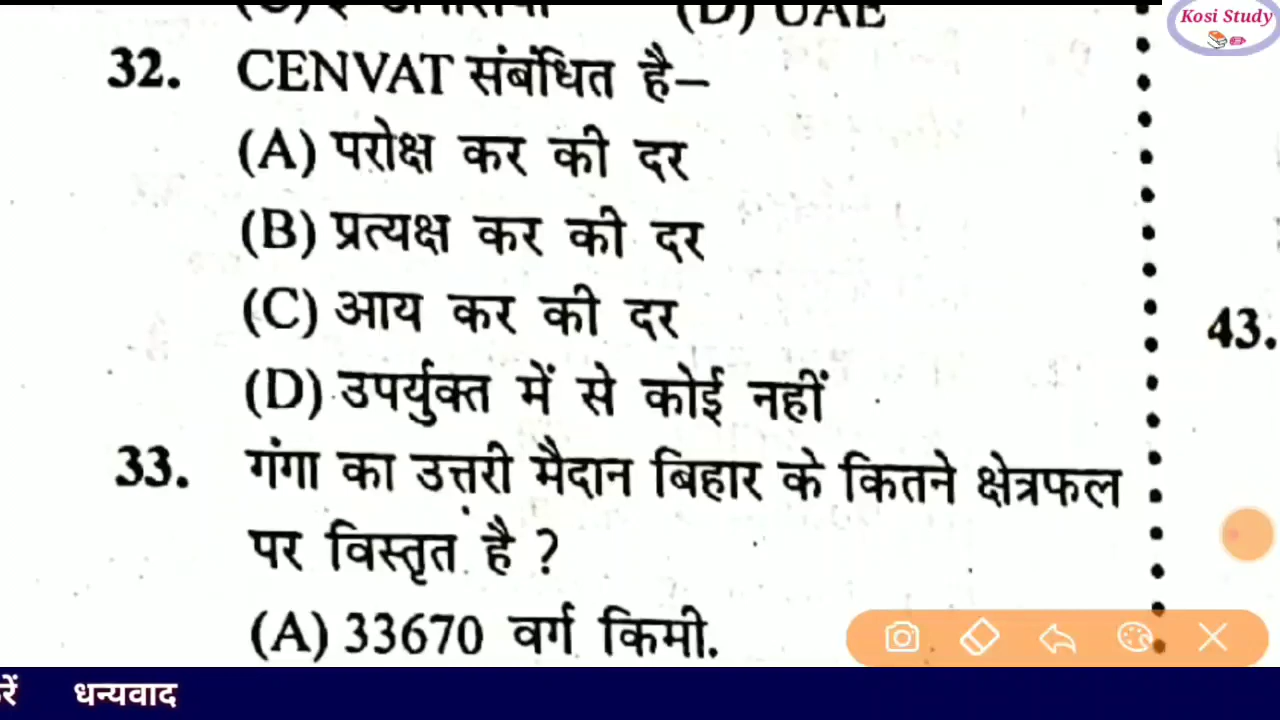 (D) UAE
Kosi Study
32. CENVAT संबंधित है–
(A) परोक्ष कर की दर
(B) प्रत्यक्ष कर की दर
(C) आय कर की दर
(D) उपर्युक्त में से कोई नहीं
43.
33. गंगा का उत्तरी मैदान बिहार के कितने क्षेत्रफल
पर विस्तृत है ?
(A) 33670 वर्ग किमी.
रें धन्यवाद